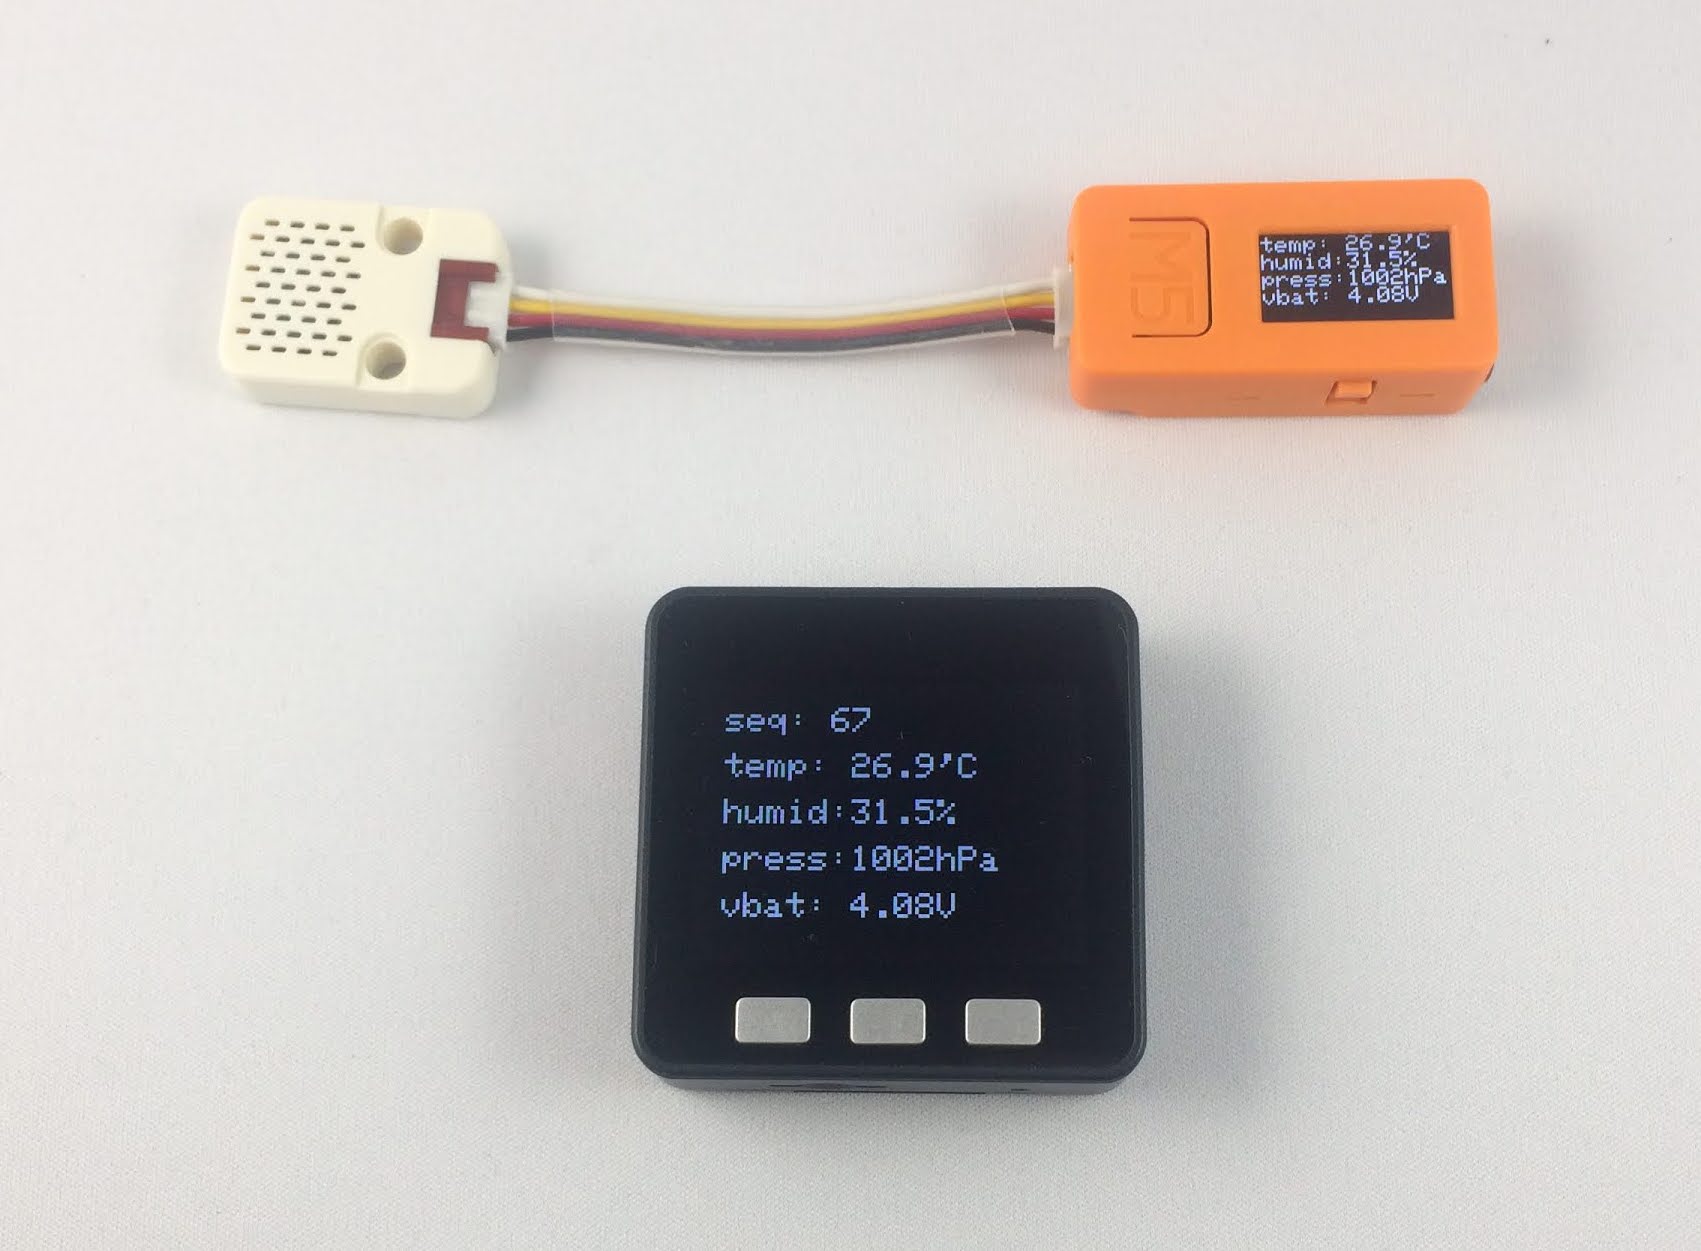 M5
temp: 26.9'C
humid:31.5%
press:1002hPa
vbat: 4.08V
seq: 67
temp: 26.9'C
humid:31.5%
press:1002hPa
vbat: 4.08V